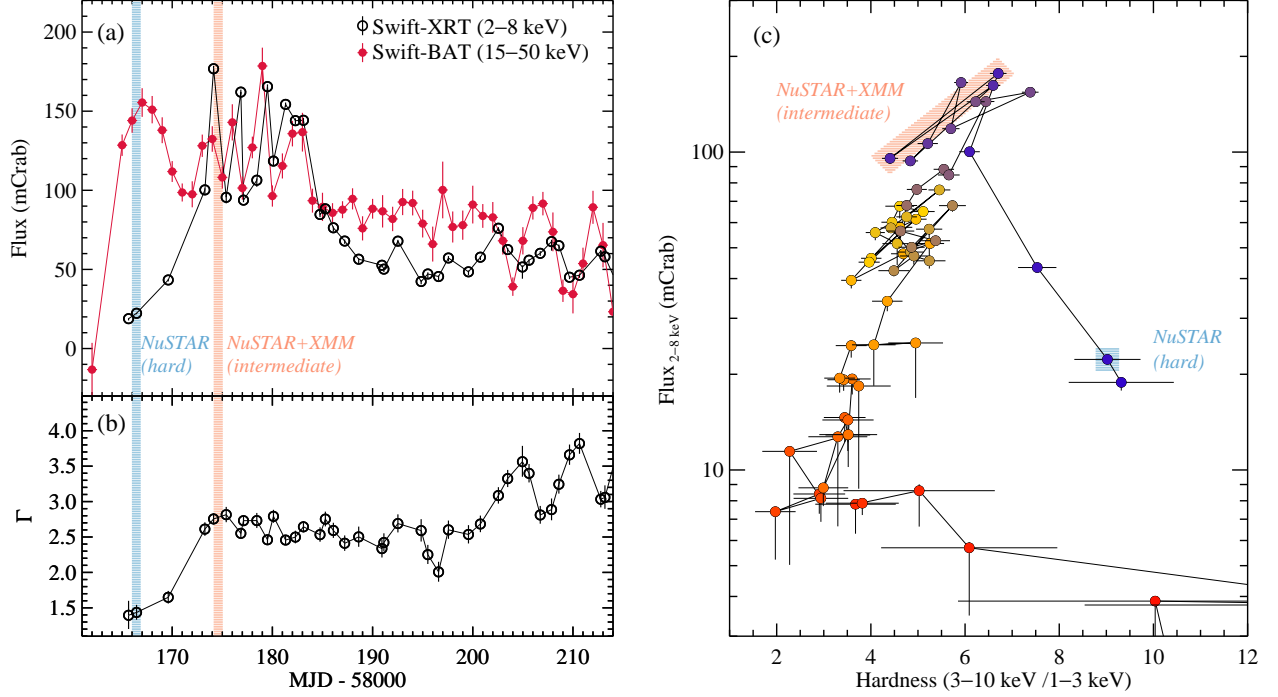 (a)
Swift-XRT (2−8 keV)
Swift-BAT (15−50 keV)
200
150
100
50
0
Flux (mCrab)
NuSTAR
(hard)
NuSTAR+XMM
(intermediate)
(b)
4.0
3.5
3.0
2.5
2.0
1.5
Γ
170
180
190
200
210
MJD - 58000
(c)
NuSTAR+XMM
(intermediate)
NuSTAR
(hard)
100
10
Flux 2−8 keV (mCrab)
2
4
6
8
10
12
Hardness (3−10 keV /1−3 keV)